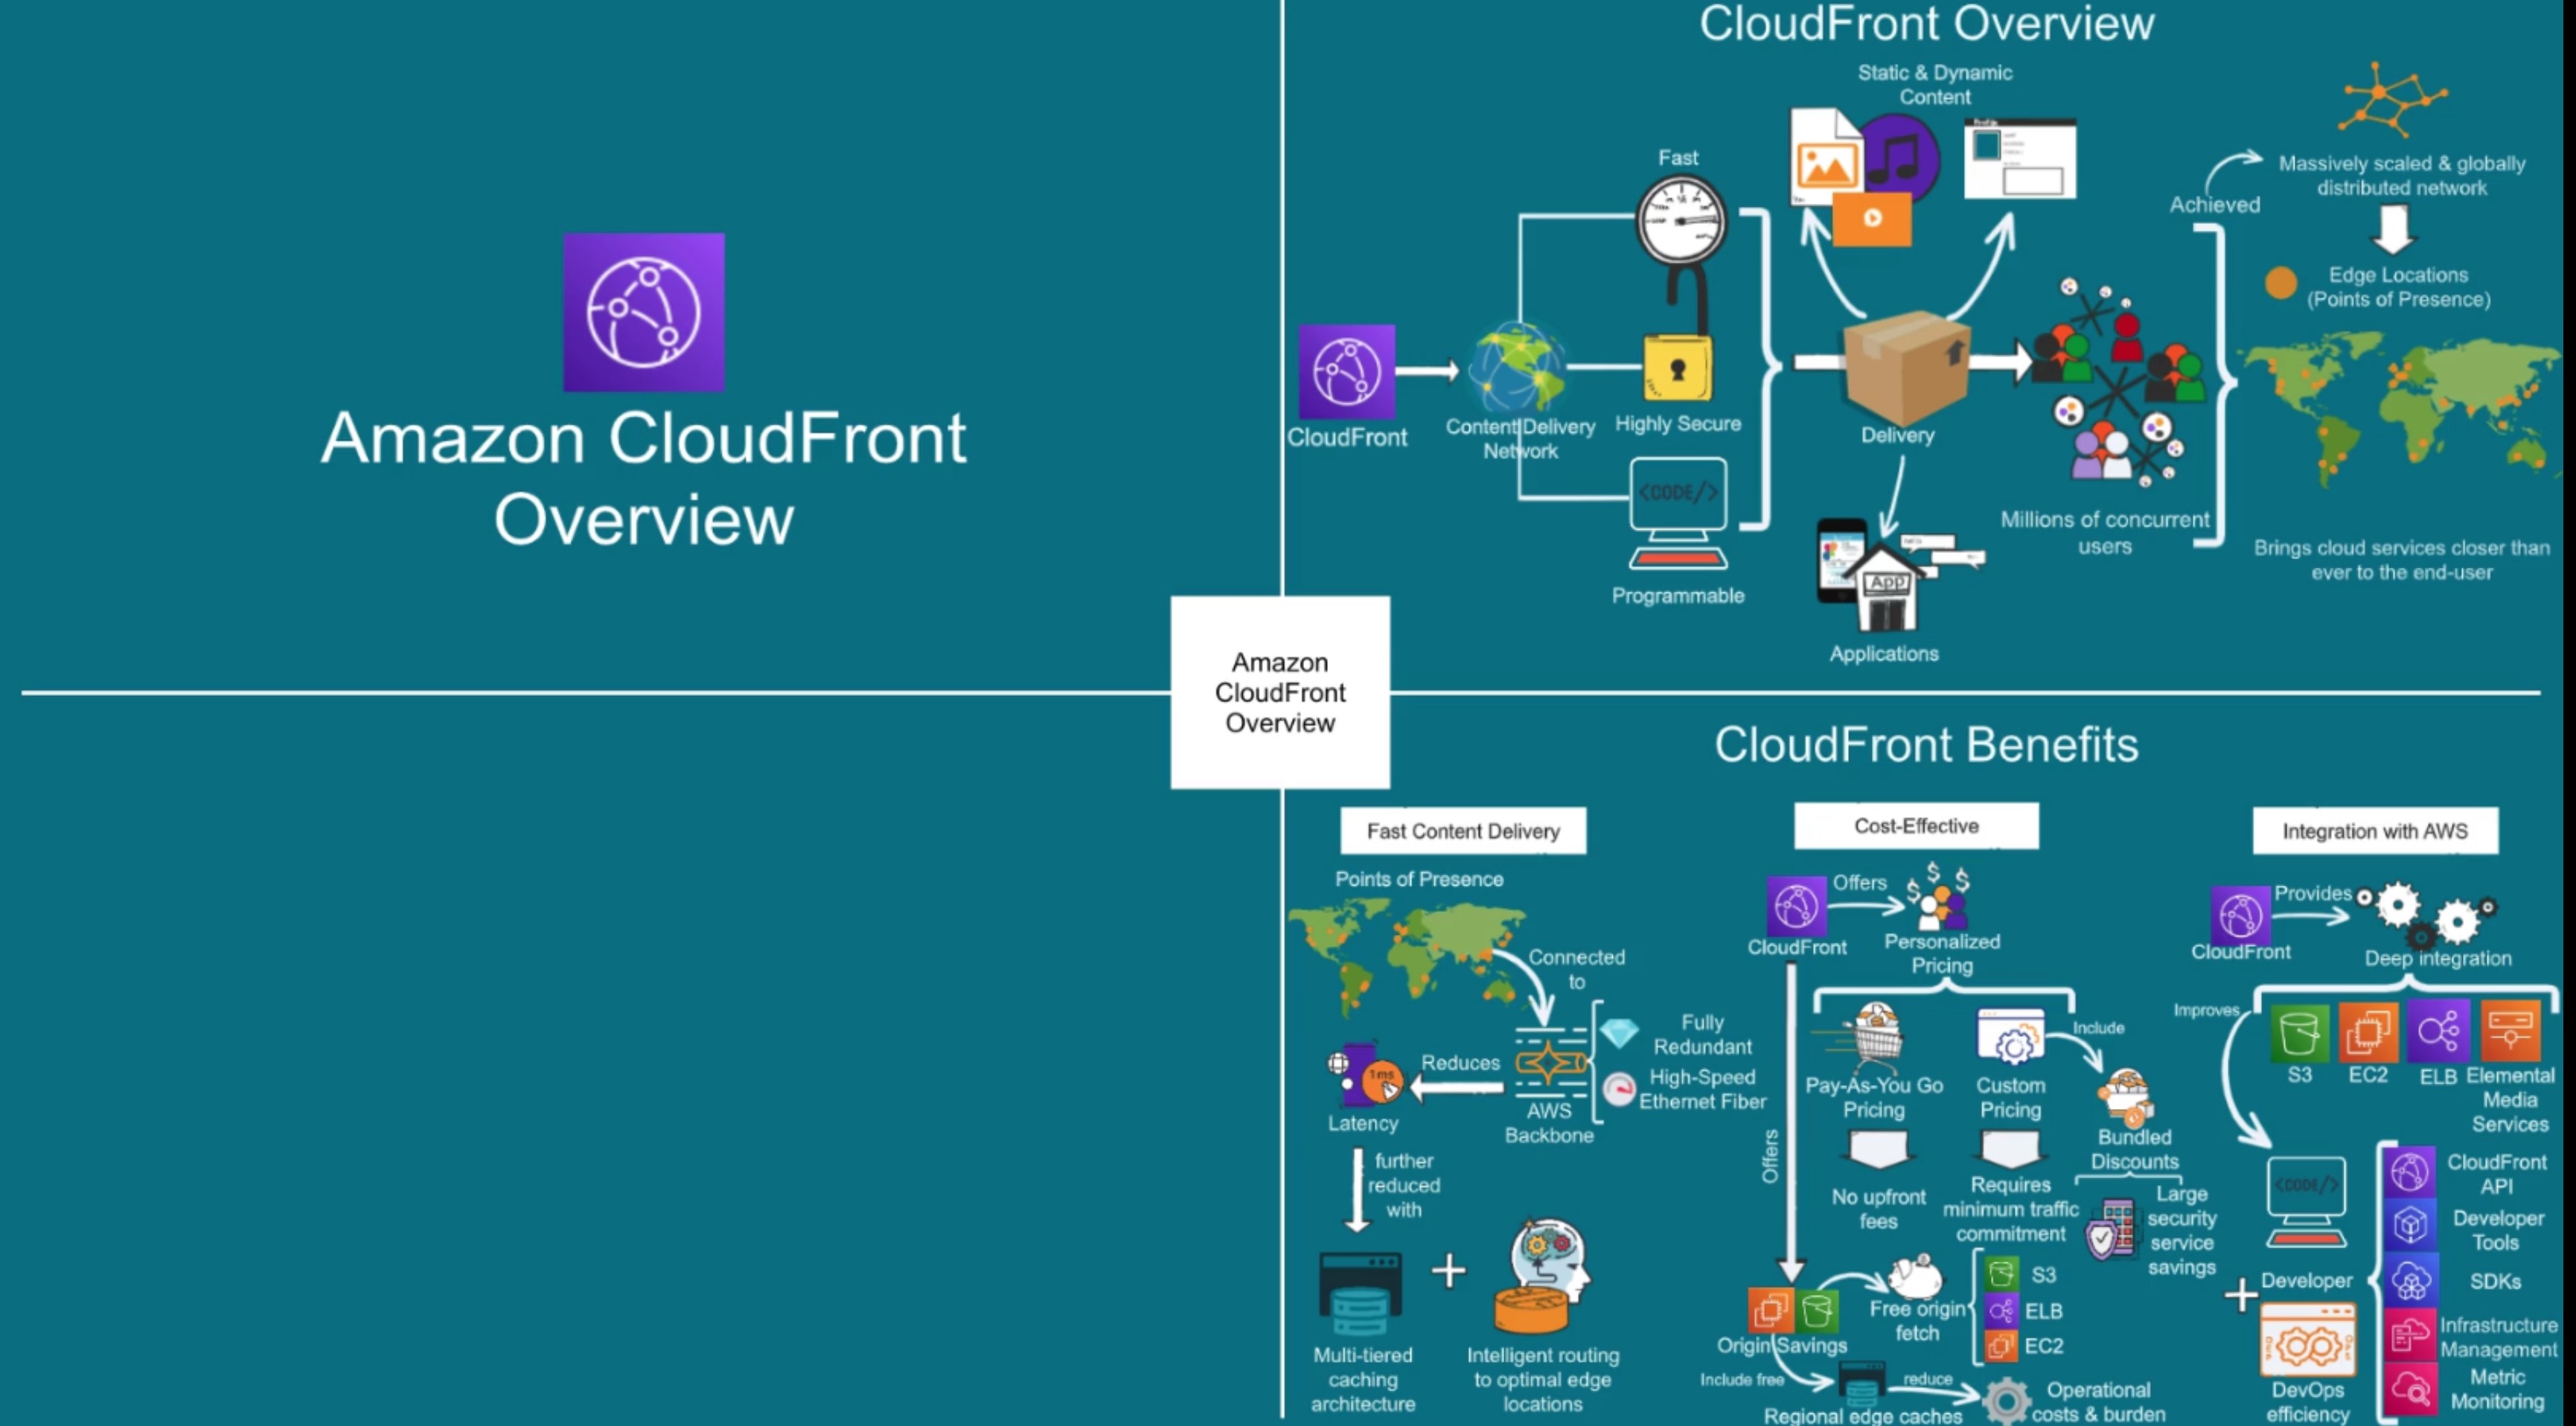 Amazon CloudFront
Overview
CloudFront Overview
Static & Dynamic
Content
Fast
CloudFront
Content Delivery
Network
Highly Secure
<CODE/>
Programmable
Delivery
App
Applications
Millions of concurrent
users
Achieved
Massively scaled & globally
distributed network
Edge Locations
(Points of Presence)
Brings cloud services closer than
ever to the end-user
Amazon
CloudFront
Overview
CloudFront Benefits
Fast Content Delivery
Points of Presence
Connected
to
Fully
Redundant
High-Speed
Ethernet Fiber
AWS
Backbone
Reduces
1ms
Latency
further
reduced
with
Multi-tiered
caching
architecture
+
Intelligent routing
to optimal edge
locations
Cost-Effective
CloudFront
Offers
$ $ $
Personalized
Pricing
Pay-As-You Go
Pricing
No upfront
fees
Custom
Pricing
Requires
minimum traffic
commitment
Include
Bundled
Discounts
Large
security
service
savings
Offers
Origin Savings
Free origin
fetch
S3
ELB
EC2
Include free
Regional edge caches
reduce
Operational
costs & burden
Integration with AWS
CloudFront
Provides
Deep integration
Improves
S3
EC2
ELB
Elemental
Media
Services
<CODE/>
Developer
+
DevOps
efficiency
CloudFront
API
Developer
Tools
SDKs
Infrastructure
Management
Metric
Monitoring